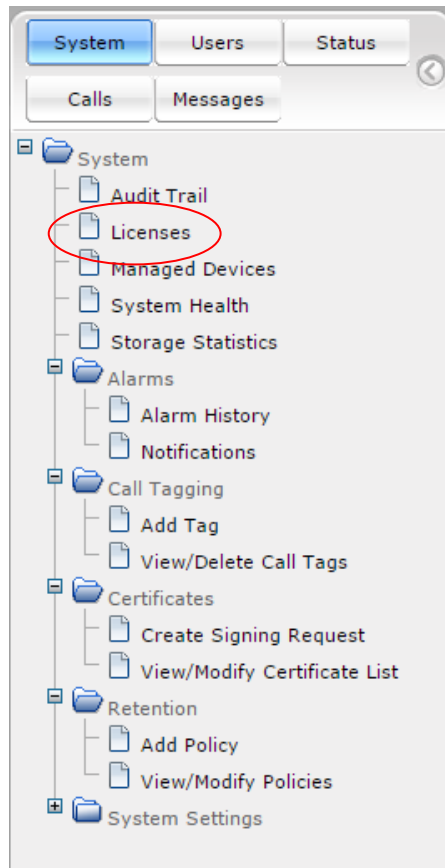 System Users Status
Calls Messages
System
Audit Trail
Licenses
Managed Devices
System Health
Storage Statistics
Alarms
Alarm History
Notifications
Call Tagging
Add Tag
View/Delete Call Tags
Certificates
Create Signing Request
View/Modify Certificate List
Retention
Add Policy
View/Modify Policies
System Settings